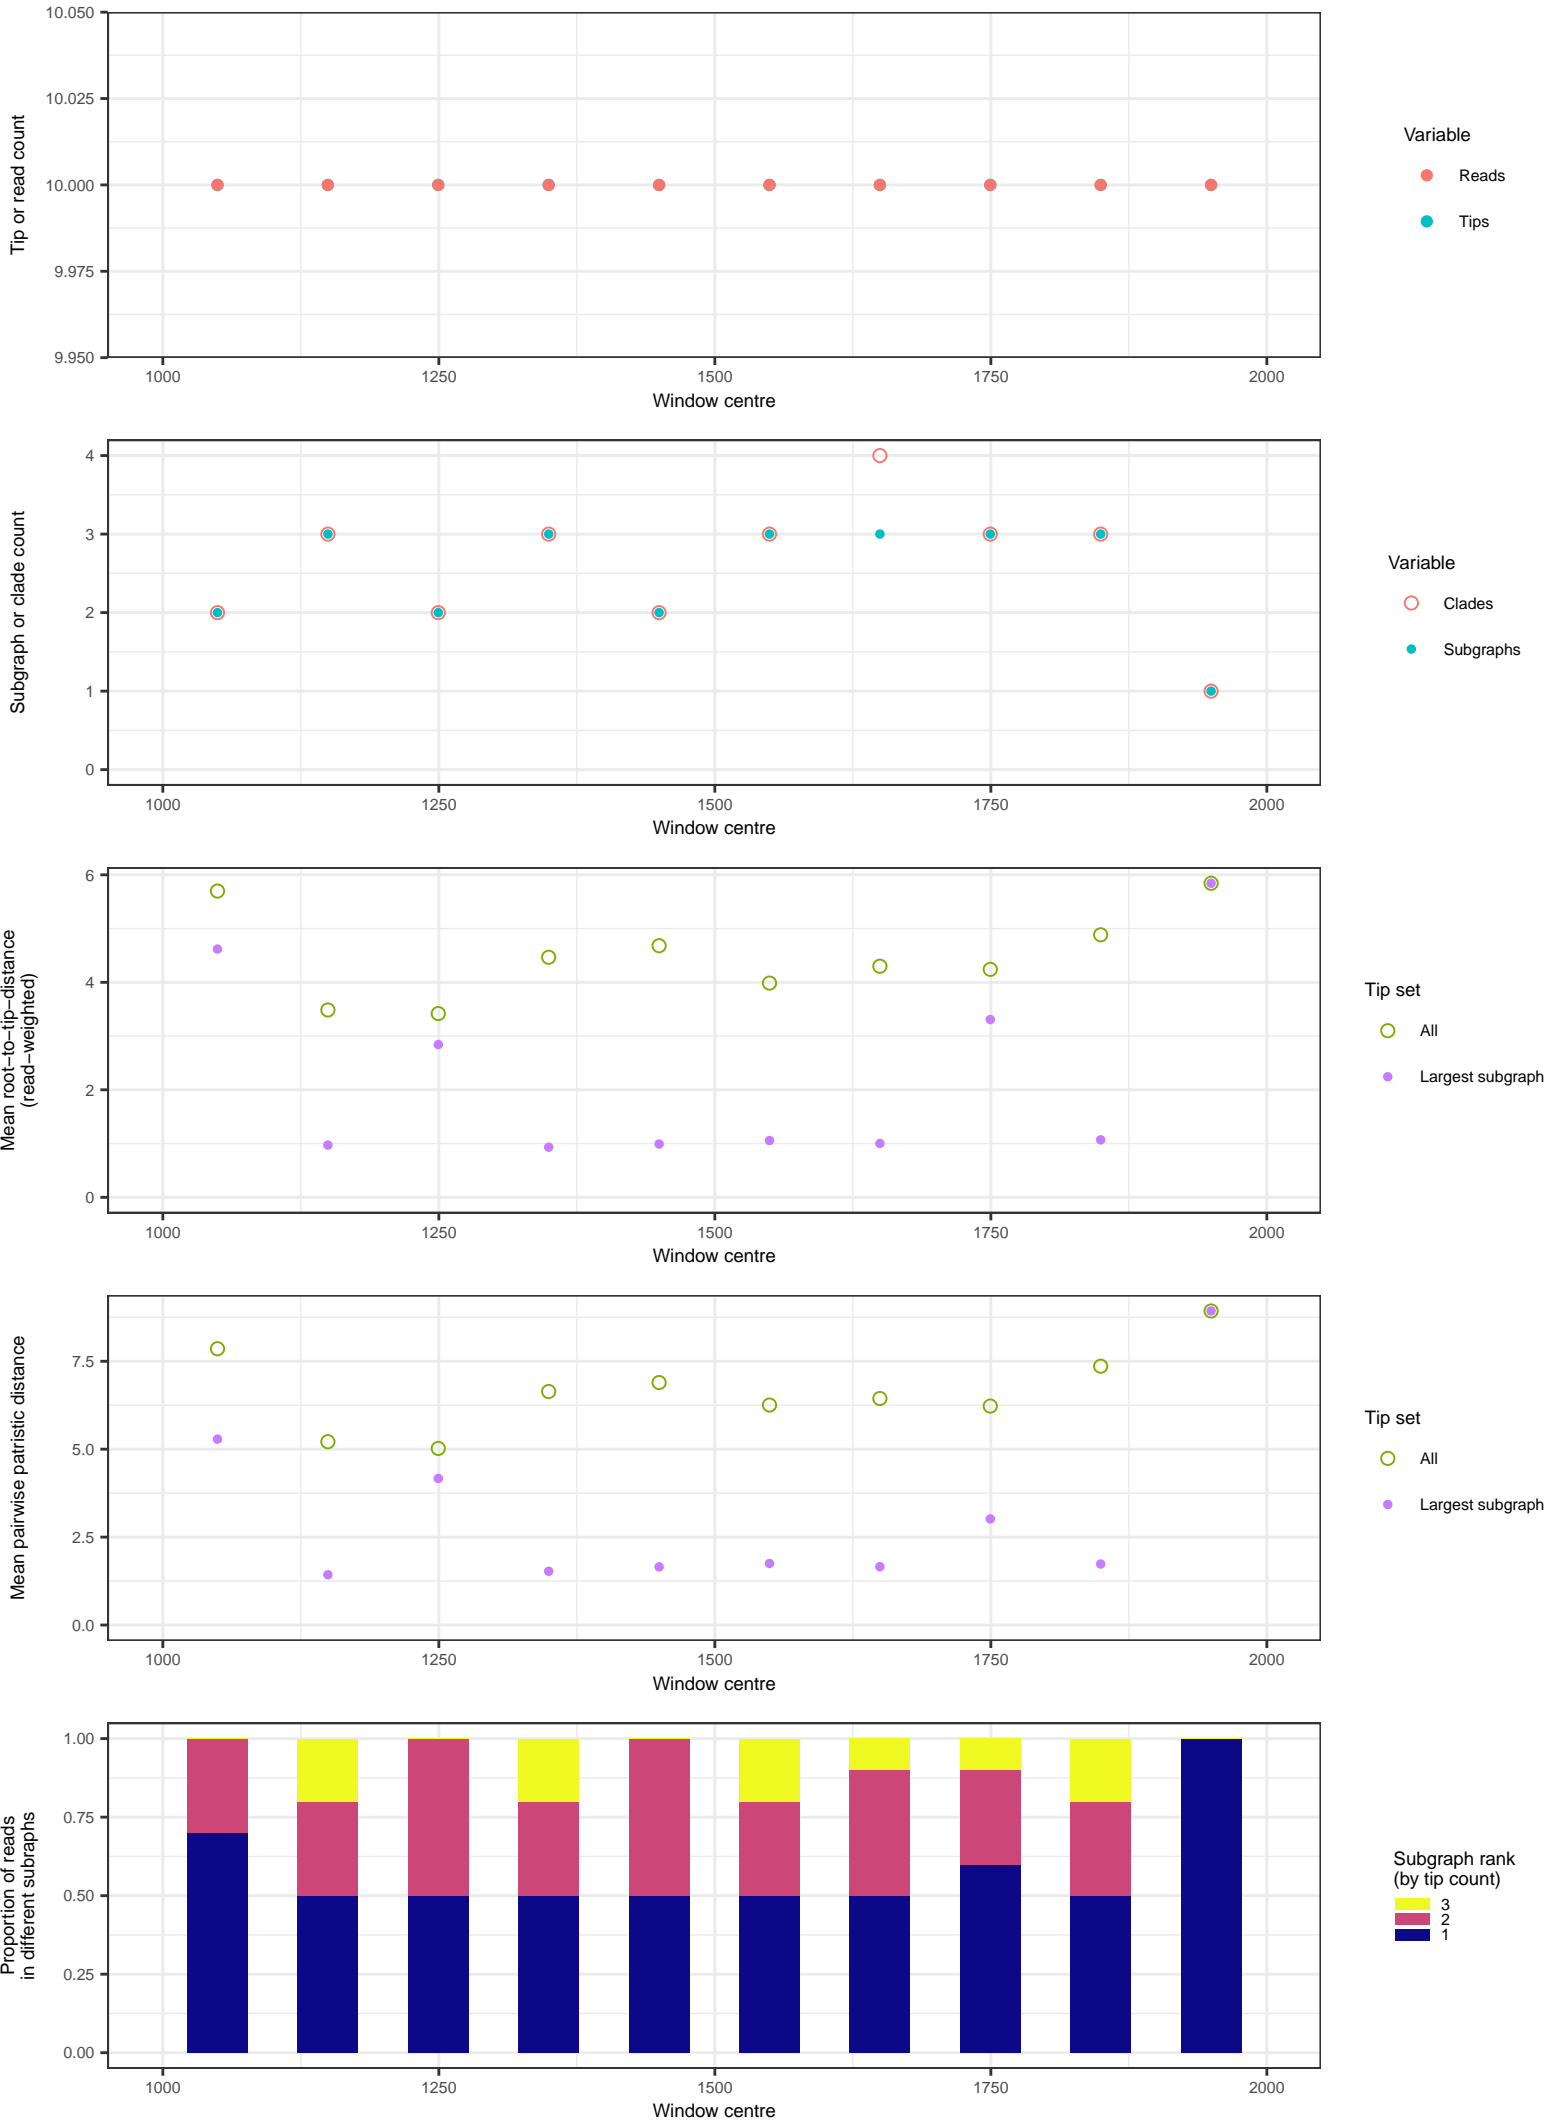 10.050
10.025
10.000
9.975
9.950
Tip or read count
1000 1250 1500 1750 2000
Window centre
Variable
Reads
Tips
4
3
2
1
0
Subgraph or clade count
1000 1250 1500 1750 2000
Window centre
Variable
Clades
Subgraphs
6
4
2
0
Mean root−to−tip−distance
(read−weighted)
1000 1250 1500 1750 2000
Window centre
Tip set
All
Largest subgraph
7.5
5.0
2.5
0.0
Mean pairwise patristic distance
1000 1250 1500 1750 2000
Window centre
Tip set
All
Largest subgraph
1.00
0.75
0.50
0.25
0.00
Proportion of reads
in different subraphs
1000 1250 1500 1750 2000
Window centre
Subgraph rank
(by tip count)
3
2
1